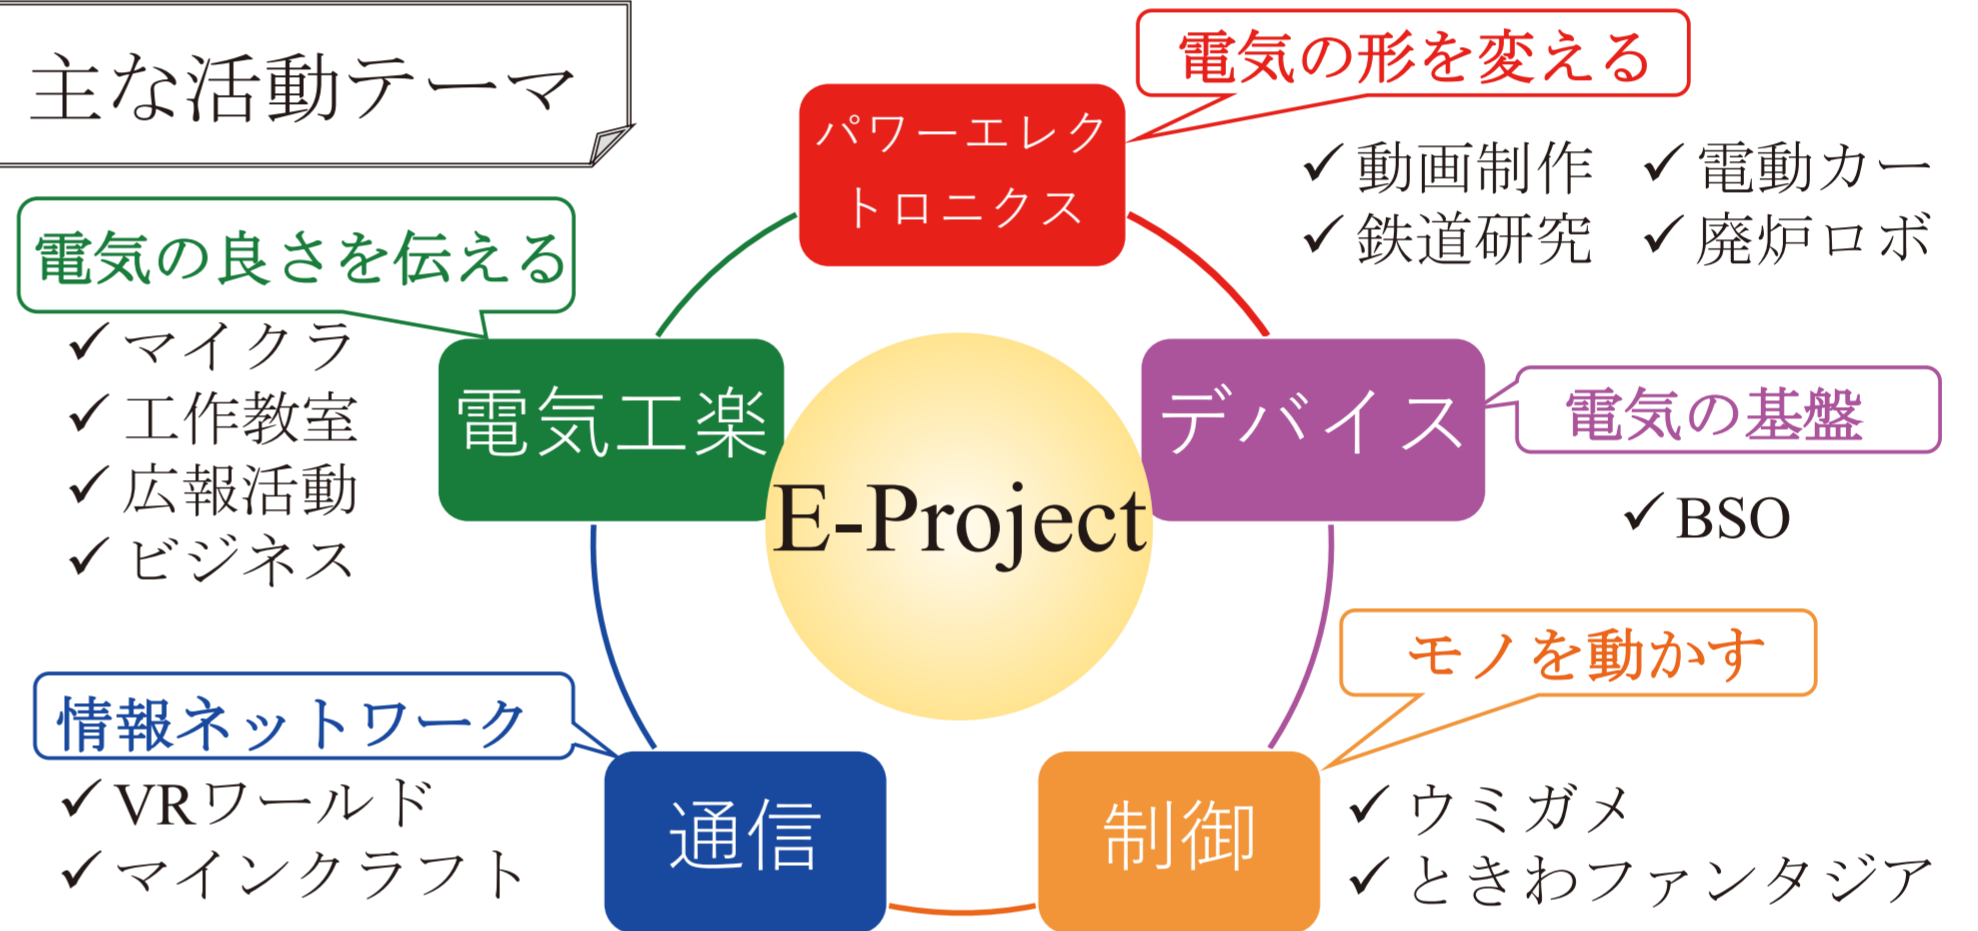 主な活動テーマ
電気の形を変える
パワーエレク
トロニクス
✓動画制作 ✓電動カー
✓鉄道研究 ✓廃炉ロボ
電気の良さを伝える
✓マイクラ
✓工作教室
✓広報活動
✓ビジネス
電気工楽
E-Project
デバイス
電気の基盤
✓BSO
モノを動かす
制御
✓ウミガメ
✓ときわファンタジア
情報ネットワーク
通信
✓VRワールド
✓マインクラフト